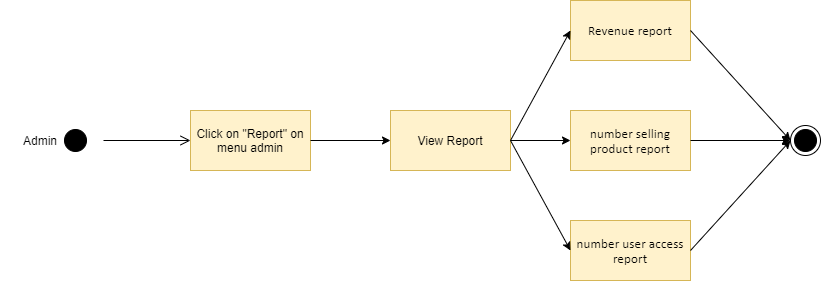 Admin
Click on "Report" on
menu admin
View Report
Revenue report
number selling
product report
number user access
report